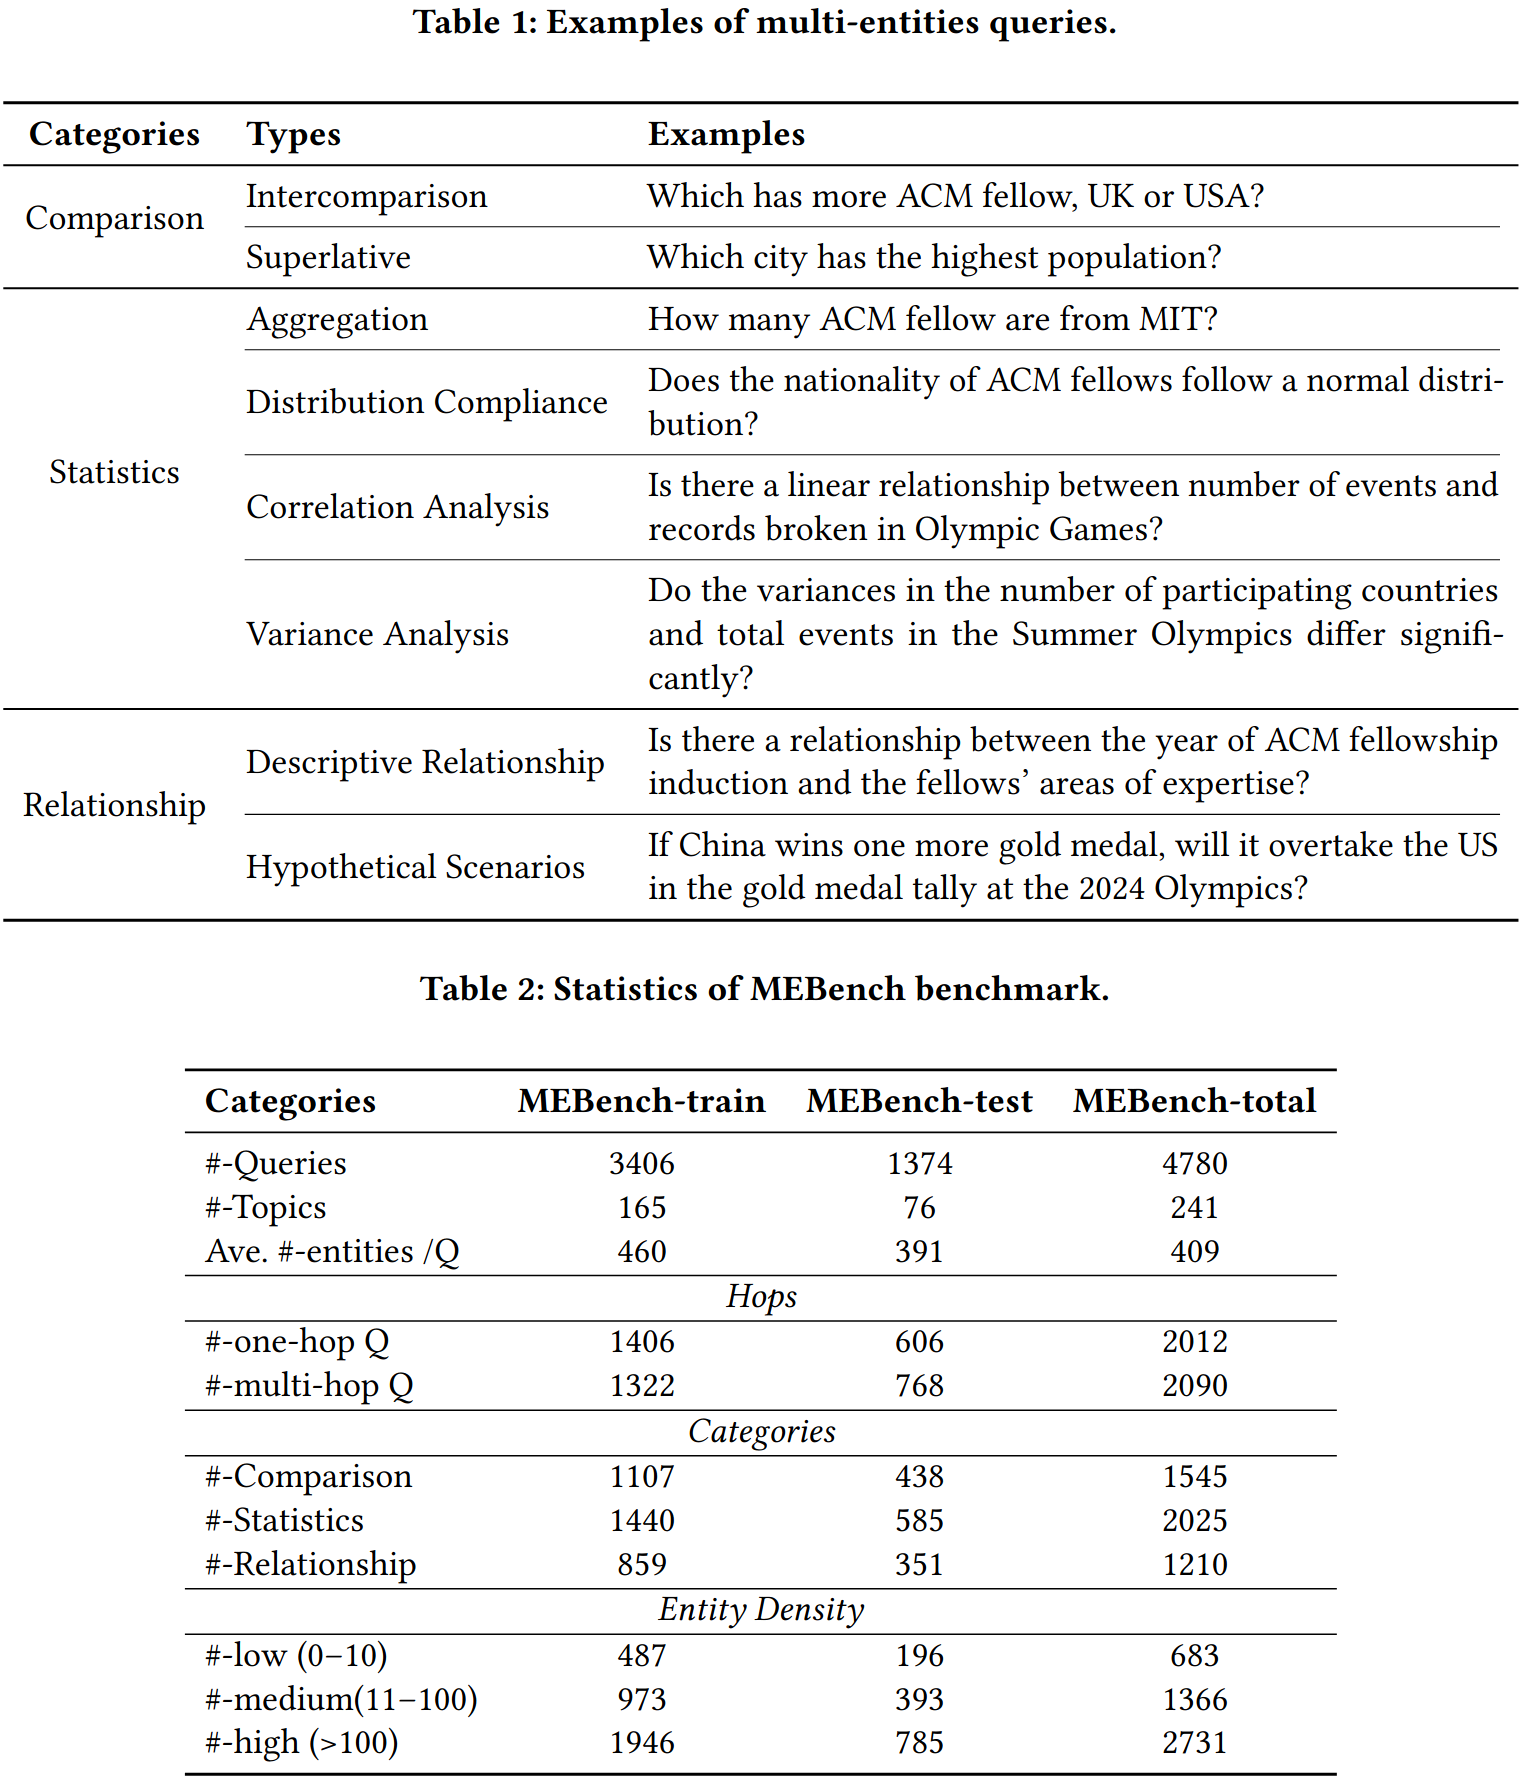 Table 1: Examples of multi-entities queries.
Categories Types Examples
Comparison
Intercomparison Which has more ACM fellow, UK or USA?
Superlative Which city has the highest population?
Statistics
Aggregation How many ACM fellow are from MIT?
Distribution Compliance Does the nationality of ACM fellows follow a normal distri-
bution?
Correlation Analysis Is there a linear relationship between number of events and
records broken in Olympic Games?
Variance Analysis Do the variances in the number of participating countries
and total events in the Summer Olympics differ signifi-
cantly?
Relationship
Descriptive Relationship Is there a relationship between the year of ACM fellowship
induction and the fellows’ areas of expertise?
Hypothetical Scenarios If China wins one more gold medal, will it overtake the US
in the gold medal tally at the 2024 Olympics?
Table 2: Statistics of MEBench benchmark.
Categories MEBench-train MEBench-test MEBench-total
#-Queries 3406 1374 4780
#-Topics 165 76 241
Ave. #-entities /Q 460 391 409
Hops
#-one-hop Q 1406 606 2012
#-multi-hop Q 1322 768 2090
Categories
#-Comparison 1107 438 1545
#-Statistics 1440 585 2025
#-Relationship 859 351 1210
Entity Density
#-low (0−10) 487 196 683
#-medium(11−100) 973 393 1366
#-high (>100) 1946 785 2731